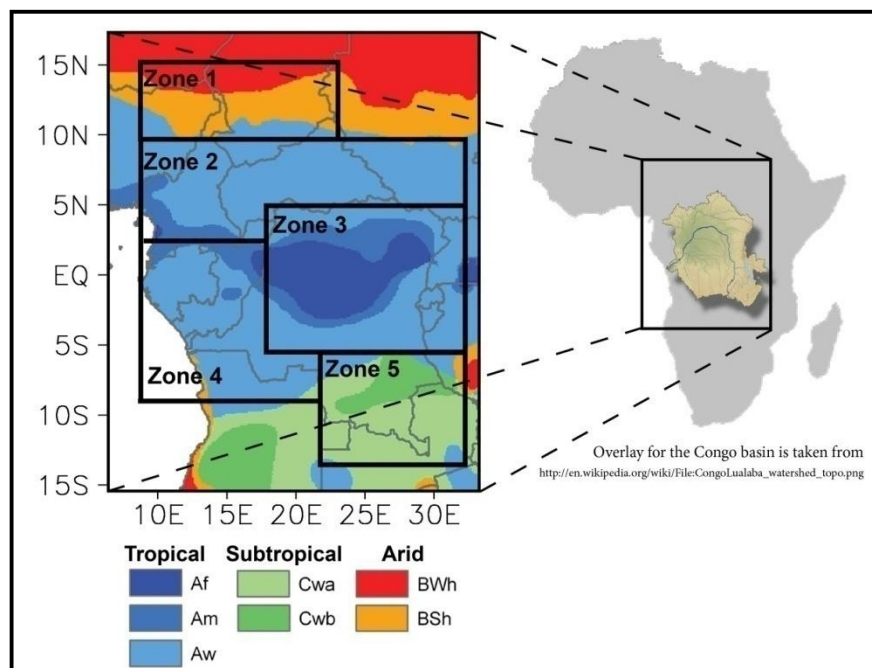 15N
10N
5N
EQ
5S
10S
15S
10E 15E 20E 25E 30E
Zone 1
Zone 2
Zone 3
Zone 4
Zone 5
Tropical Subtropical Arid
Af Cwa BWh
Am Cwb BSh
Aw
Overlay for the Congo basin is taken from
http://en.wikipedia.org/wiki/File:CongoLualaba_watershed_topo.png